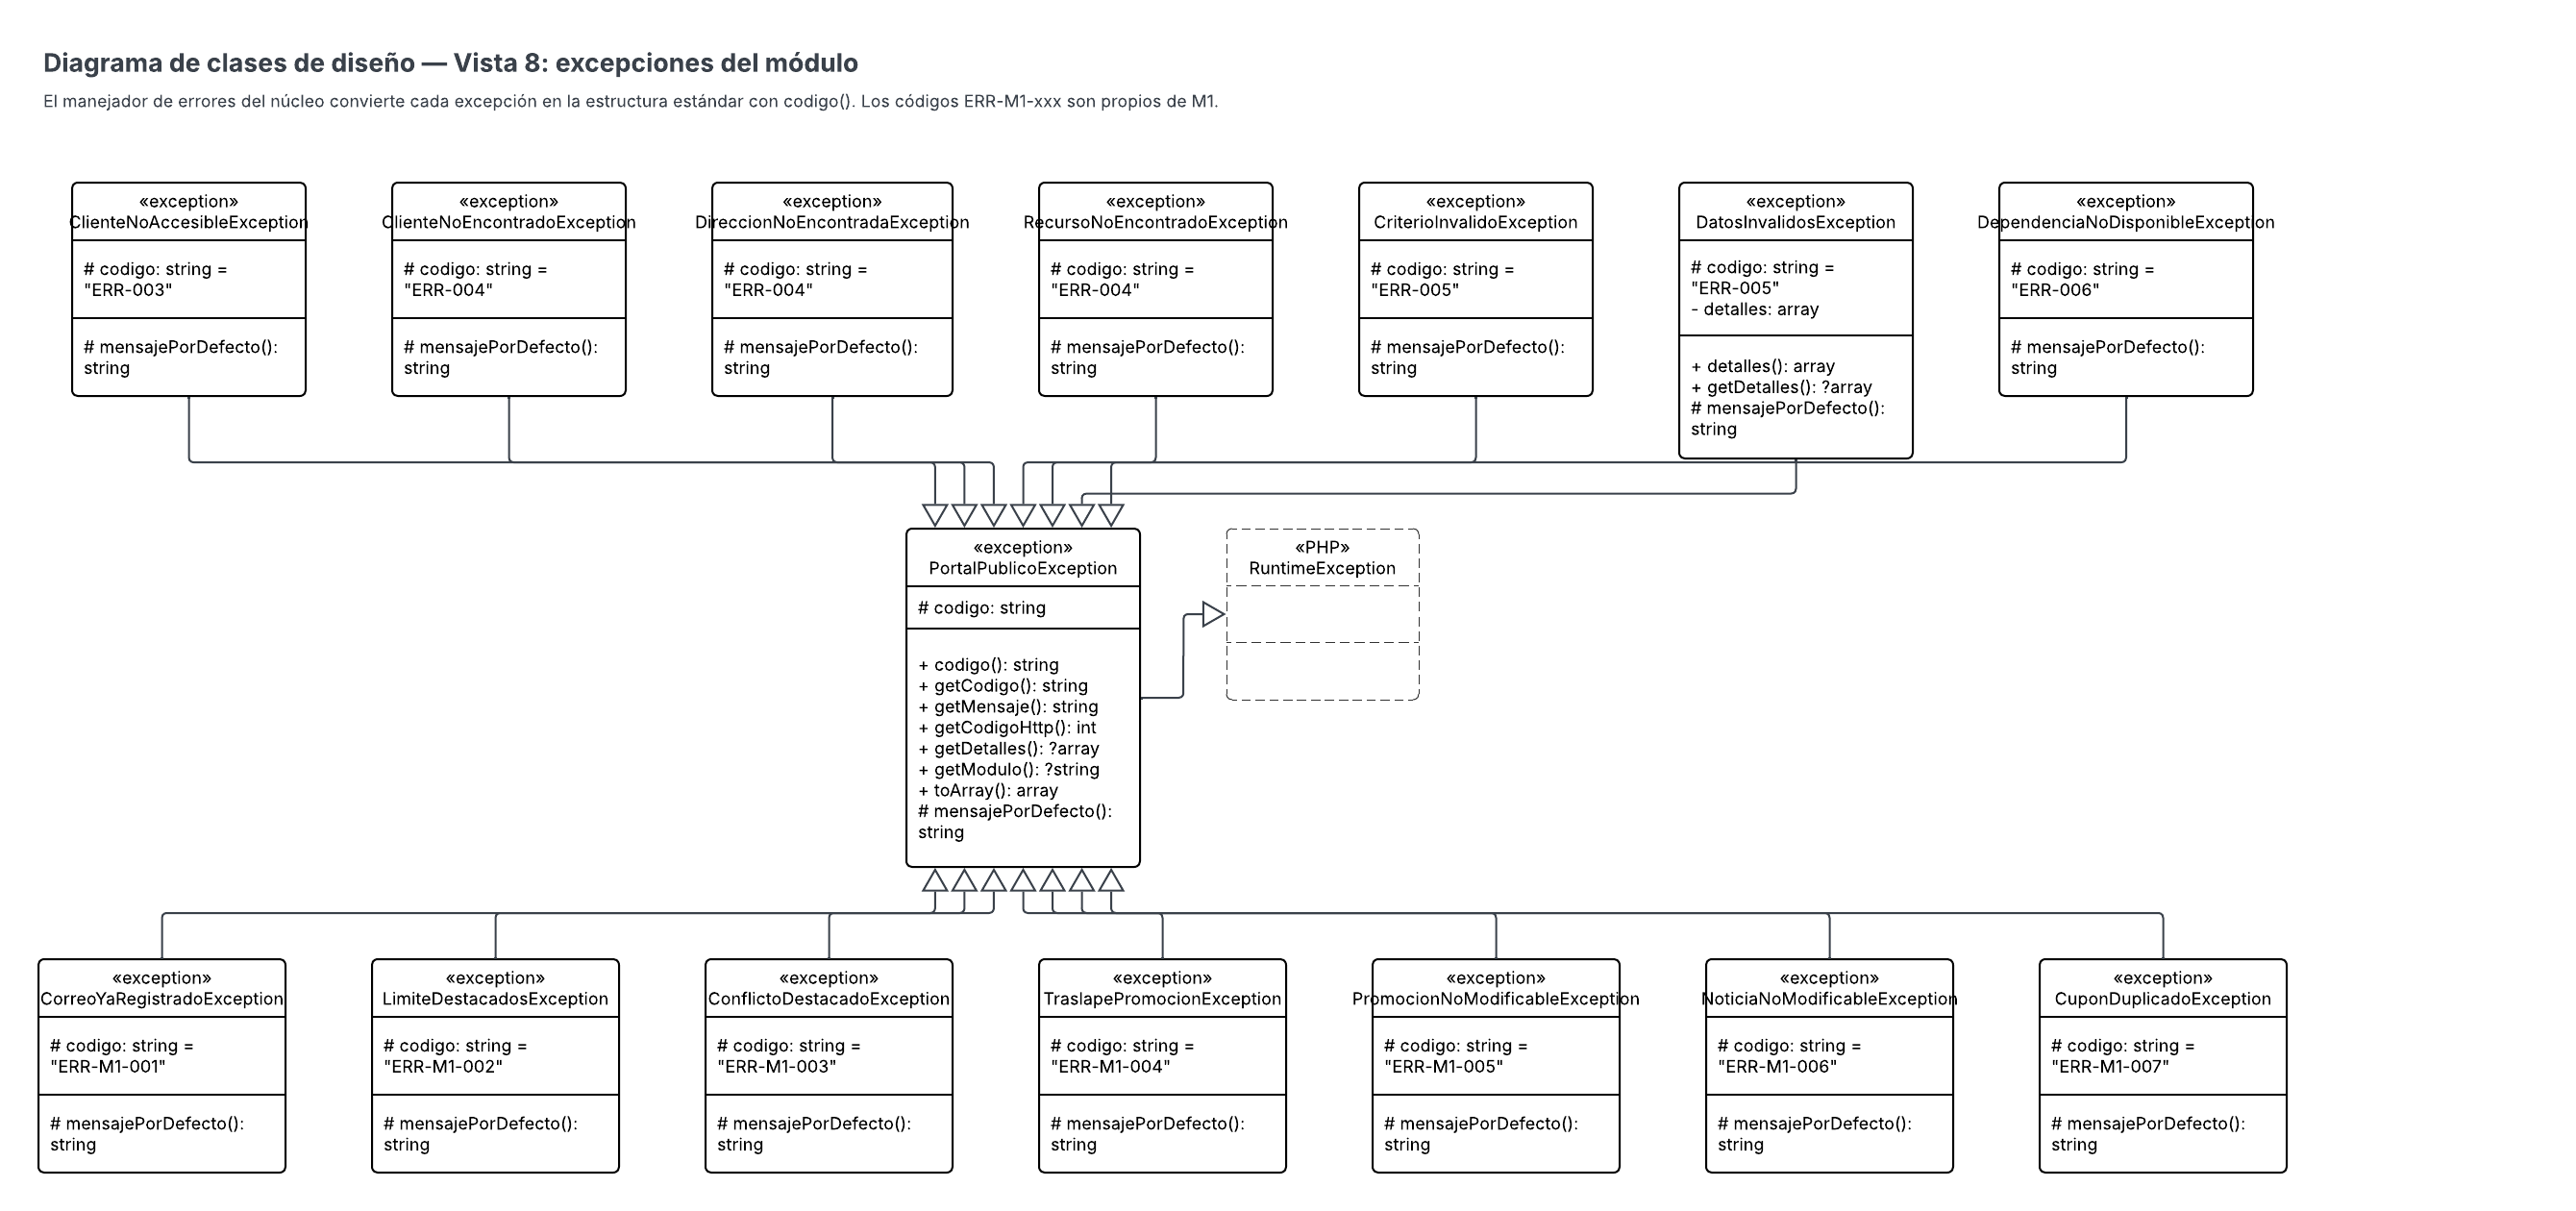 Diagrama de clases de diseño — Vista 8: excepciones del módulo
El manejador de errores del núcleo convierte cada excepción en la estructura estándar con codigo(). Los códigos ERR-M1-xxx son propios de M1.
«exception»
ClienteNoAccesibleException
# codigo: string =
"ERR-003"
# mensajePorDefecto():
string
«exception»
ClienteNoEncontradoException
# codigo: string =
"ERR-004"
# mensajePorDefecto():
string
«exception»
DireccionNoEncontradaException
# codigo: string =
"ERR-004"
# mensajePorDefecto():
string
«exception»
RecursoNoEncontradoException
# codigo: string =
"ERR-004"
# mensajePorDefecto():
string
«exception»
CriterioInvalidoException
# codigo: string =
"ERR-005"
# mensajePorDefecto():
string
«exception»
DatosInvalidosException
# codigo: string =
"ERR-005"
- detalles: array
+ detalles(): array
+ getDetalles(): ?array
# mensajePorDefecto():
string
«exception»
DependenciaNoDisponibleException
# codigo: string =
"ERR-006"
# mensajePorDefecto():
string
«exception»
PortalPublicoException
# codigo: string
+ codigo(): string
+ getCodigo(): string
+ getMensaje(): string
+ getCodigoHttp(): int
+ getDetalles(): ?array
+ getModulo(): ?string
+ toArray(): array
# mensajePorDefecto():
string
«PHP»
RuntimeException
«exception»
CorreoYaRegistradoException
# codigo: string =
"ERR-M1-001"
# mensajePorDefecto():
string
«exception»
LimiteDestacadosException
# codigo: string =
"ERR-M1-002"
# mensajePorDefecto():
string
«exception»
ConflictoDestacadoException
# codigo: string =
"ERR-M1-003"
# mensajePorDefecto():
string
«exception»
TraslapePromocionException
# codigo: string =
"ERR-M1-004"
# mensajePorDefecto():
string
«exception»
PromocionNoModificableException
# codigo: string =
"ERR-M1-005"
# mensajePorDefecto():
string
«exception»
NoticiaNoModificableException
# codigo: string =
"ERR-M1-006"
# mensajePorDefecto():
string
«exception»
CuponDuplicadoException
# codigo: string =
"ERR-M1-007"
# mensajePorDefecto():
string